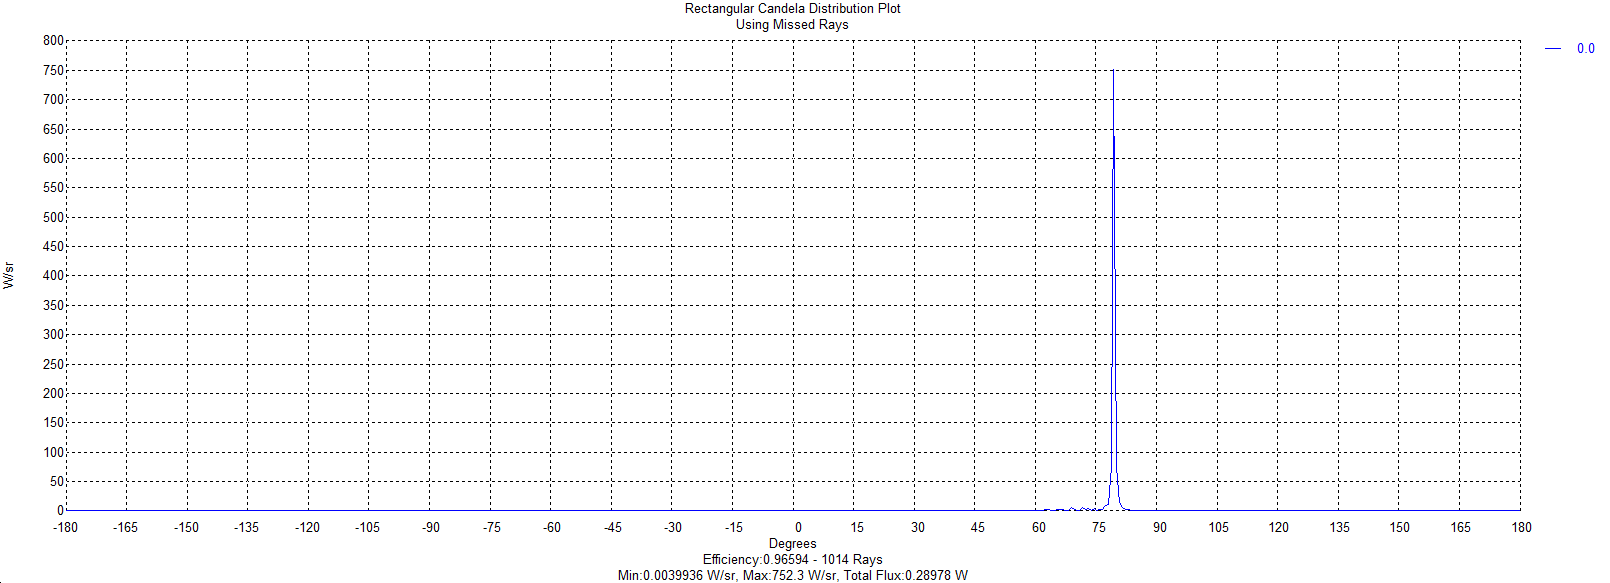 Rectangular Candela Distribution Plot
Using Missed Rays
800
750
700
650
600
550
500
450
400
350
300
250
200
150
100
50
0
W/sr
0.0
-180 -165 -150 -135 -120 -105 -90 -75 -60 -45 -30 -15 0 15 30 45 60 75 90 105 120 135 150 165 180
Degrees
Efficiency:0.96594 - 1014 Rays
Min:0.0039936 W/sr, Max:752.3 W/sr, Total Flux:0.28978 W